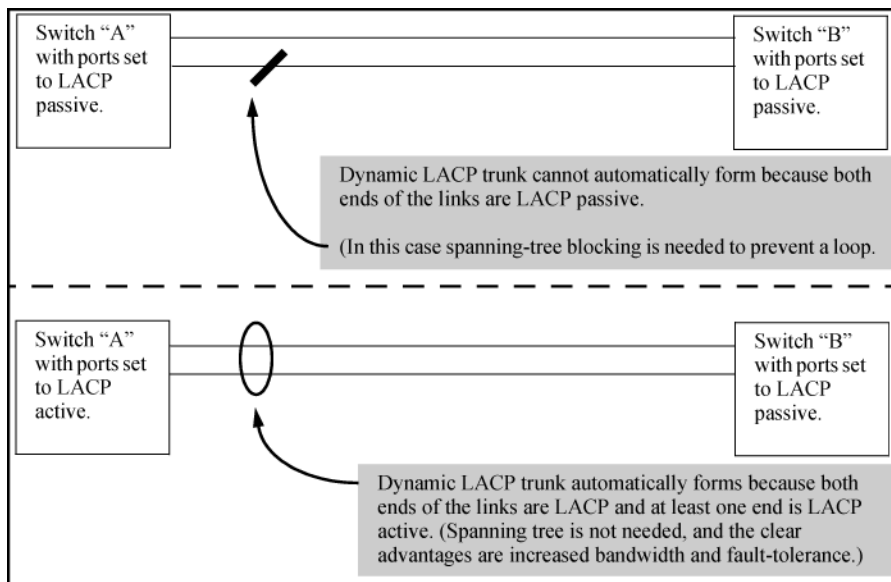 Switch “A”
with ports set
to LACP
passive.
Switch “B”
with ports set
to LACP
passive.
Dynamic LACP trunk cannot automatically form because both
ends of the links are LACP passive.
(In this case spanning-tree blocking is needed to prevent a loop.
Switch “A”
with ports set
to LACP
active.
Switch “B”
with ports set
to LACP
passive.
Dynamic LACP trunk automatically forms because both
ends of the links are LACP and at least one end is LACP
active. (Spanning tree is not needed, and the clear
advantages are increased bandwidth and fault-tolerance.)